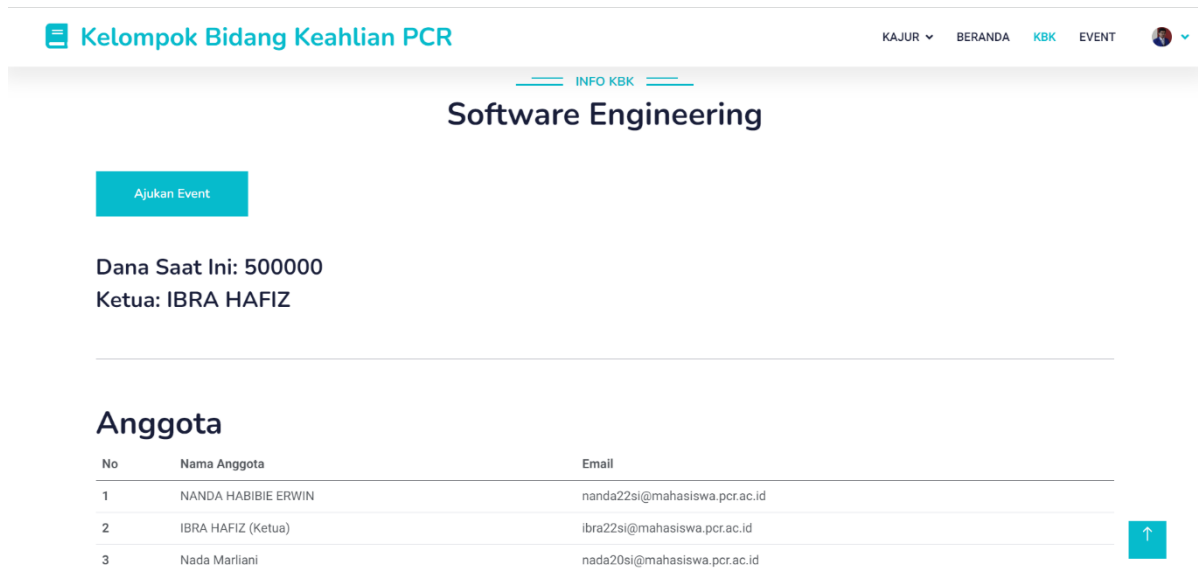 Kelompok Bidang Keahlian PCR
KAJUR BERANDA KBK EVENT
INFO KBK
Software Engineering
Ajukan Event
Dana Saat Ini: 500000
Ketua: IBRA HAFIZ
Anggota
No Nama Anggota Email
1 NANDA HABIBIE ERWIN nanda22si@mahasiswa.pcr.ac.id
2 IBRA HAFIZ (Ketua) ibra22si@mahasiswa.pcr.ac.id
3 Nada Marliani nada20si@mahasiswa.pcr.ac.id